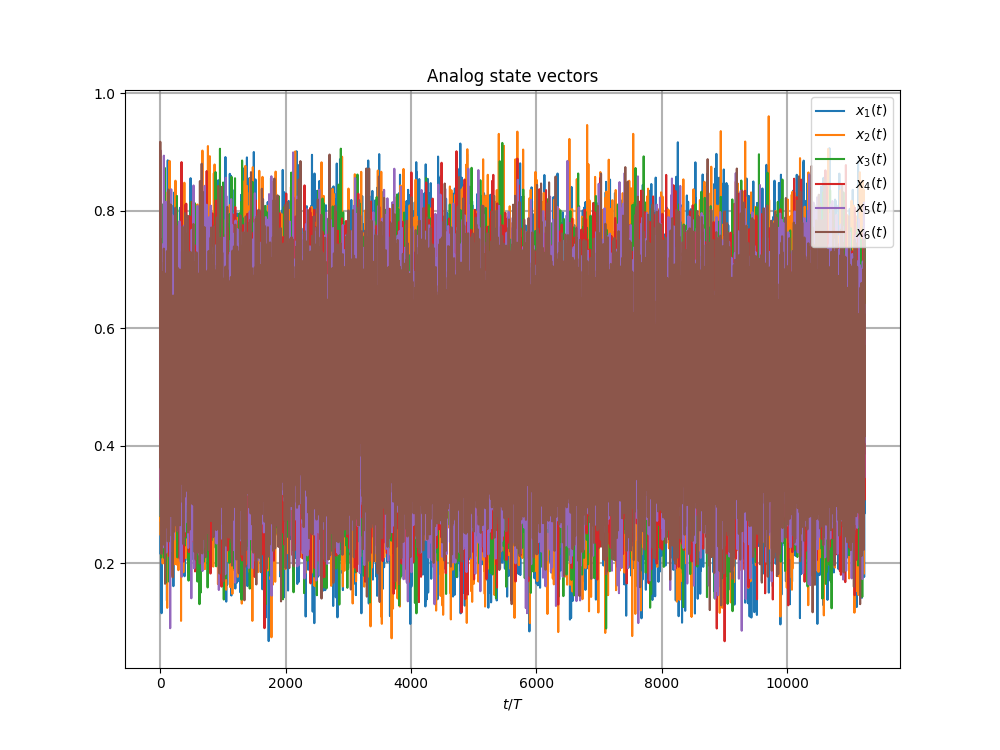 Analog state vectors
1.0
0.8
0.6
0.4
0.2
0
2000
4000
6000
8000
10000
t/T
x₁(t)
x₂(t)
x₃(t)
x₄(t)
x₅(t)
x₆(t)